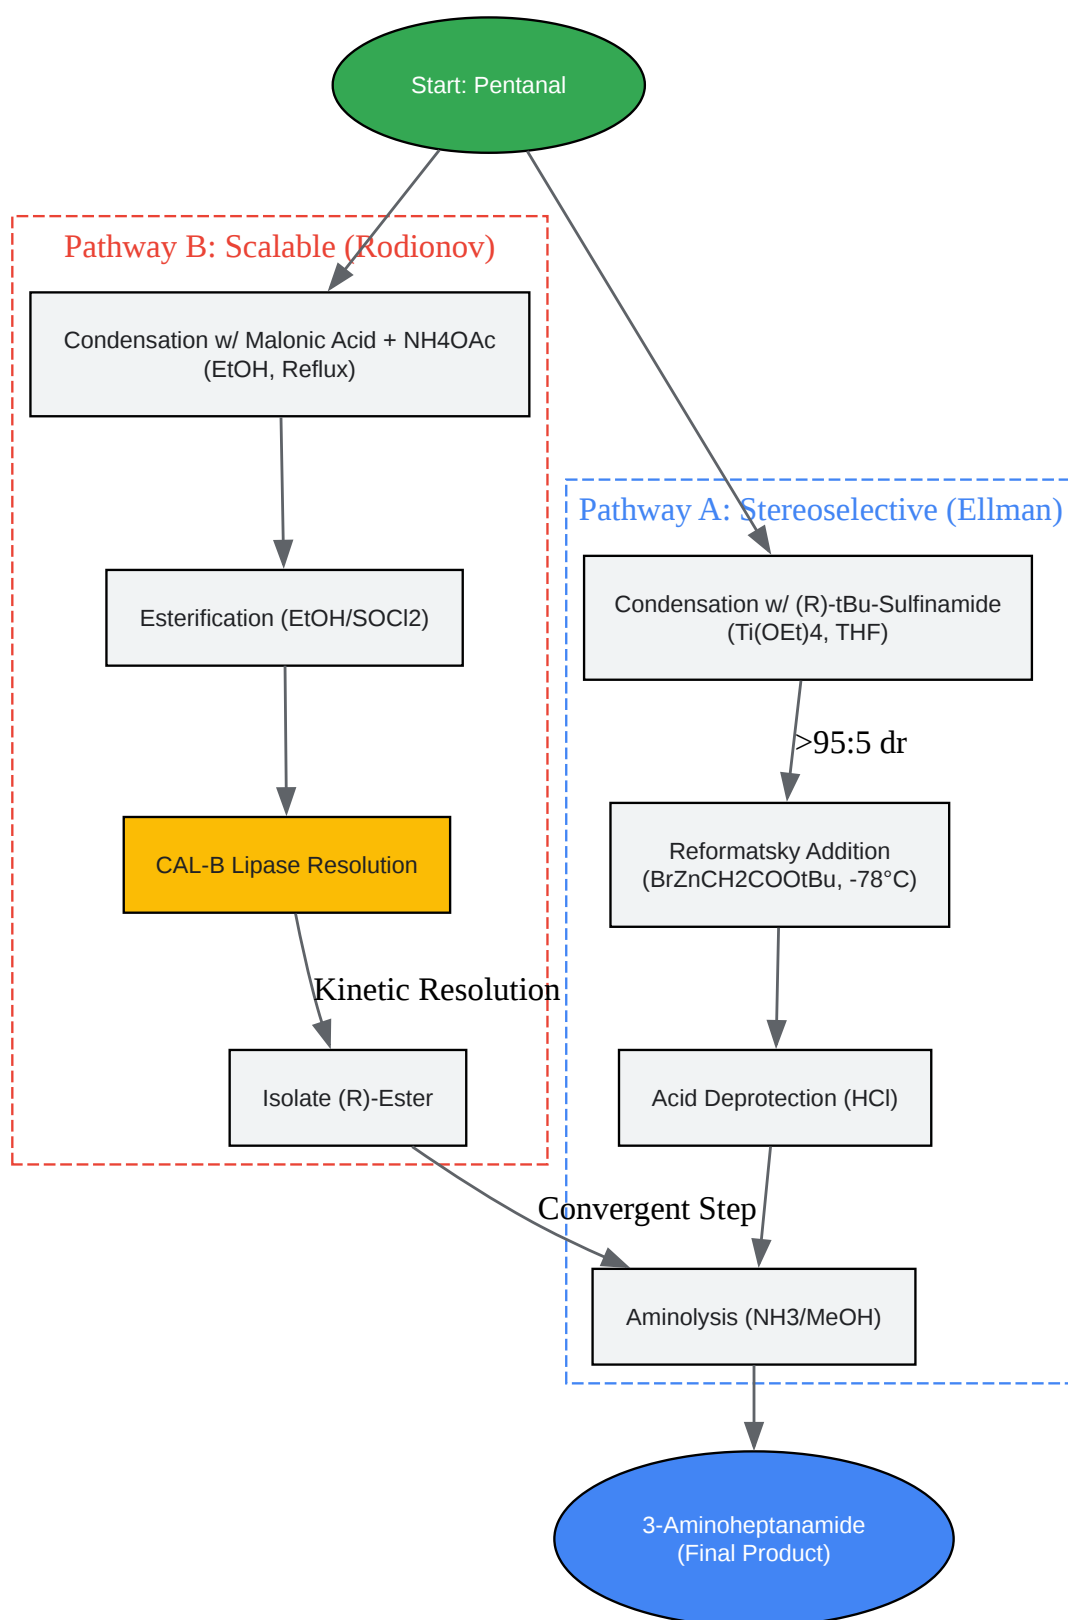 Start: Pentanal
Pathway B: Scalable (Rodionov)
Condensation w/ Malonic Acid + NH4OAc
(EtOH, Reflux)
Esterification (EtOH/SOCl2)
CAL-B Lipase Resolution
Kinetic Resolution
Isolate (R)-Ester
Pathway A: Stereoselective (Ellman)
Condensation w/ (R)-tBu-Sulfinamide
(Ti(OEt)4, THF)
>95:5 dr
Reformatsky Addition
(BrZnCH2COOtBu, -78°C)
Acid Deprotection (HCl)
Convergent Step
Aminolysis (NH3/MeOH)
3-Aminoheptanamide
(Final Product)